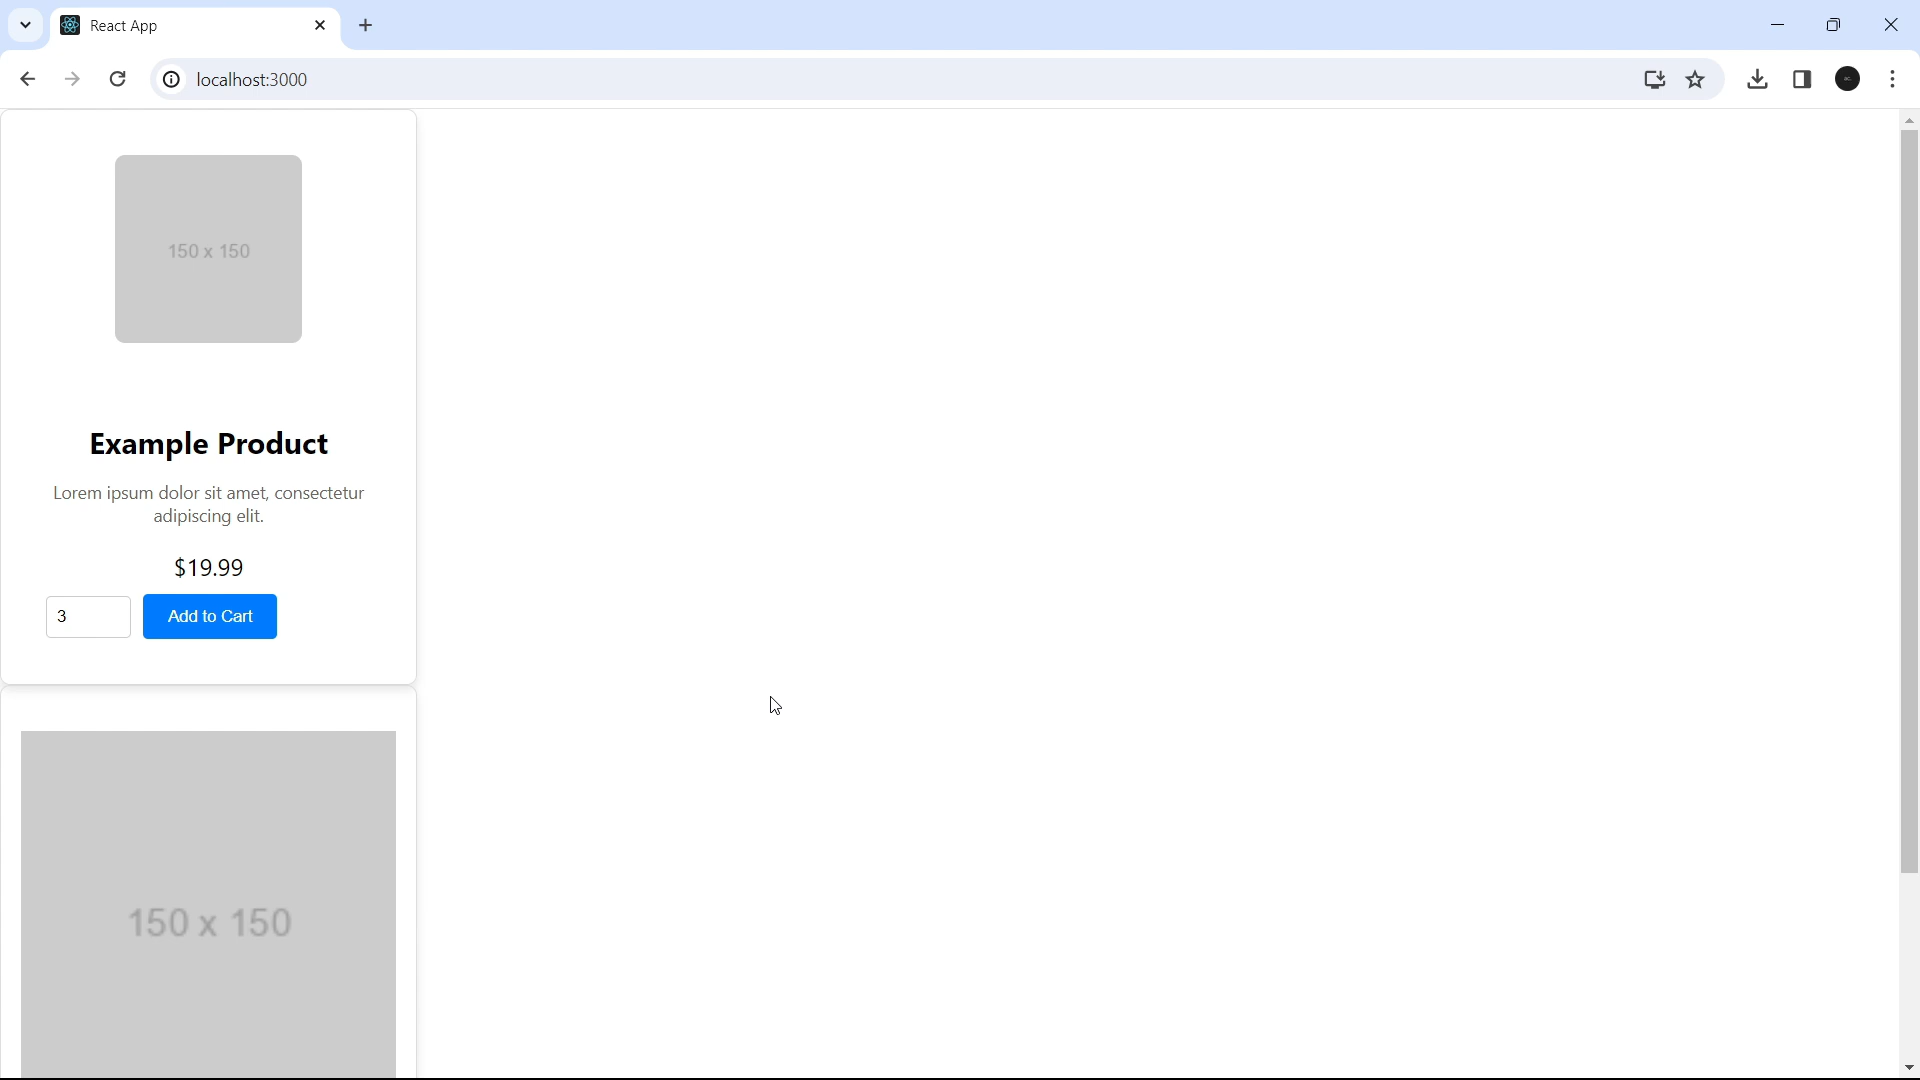 React App
localhost:3000
150 x 150
Example Product
Lorem ipsum dolor sit amet, consectetur
adipiscing elit.
$19.99
3
Add to Cart
150 x 150